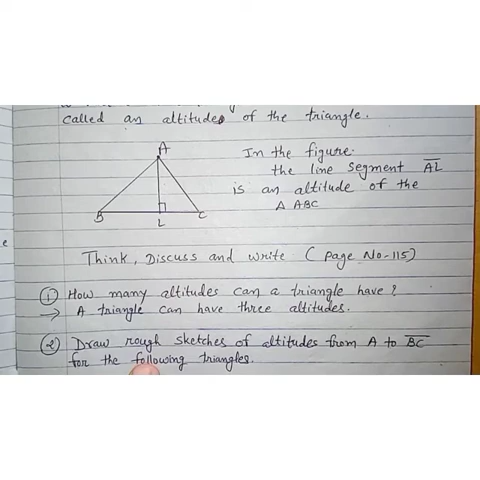 called an altitude of the triangle.
A
B
L
C
In the figure.
the line segment A̅L̅
is an altitude of the
Δ ABC
Think, Discuss and write ( page No-115)
① How many altitudes can a triangle have?
→ A triangle can have three altitudes.
② Draw rough sketches of altitudes from A to B̅C̅
for the following triangles.
e